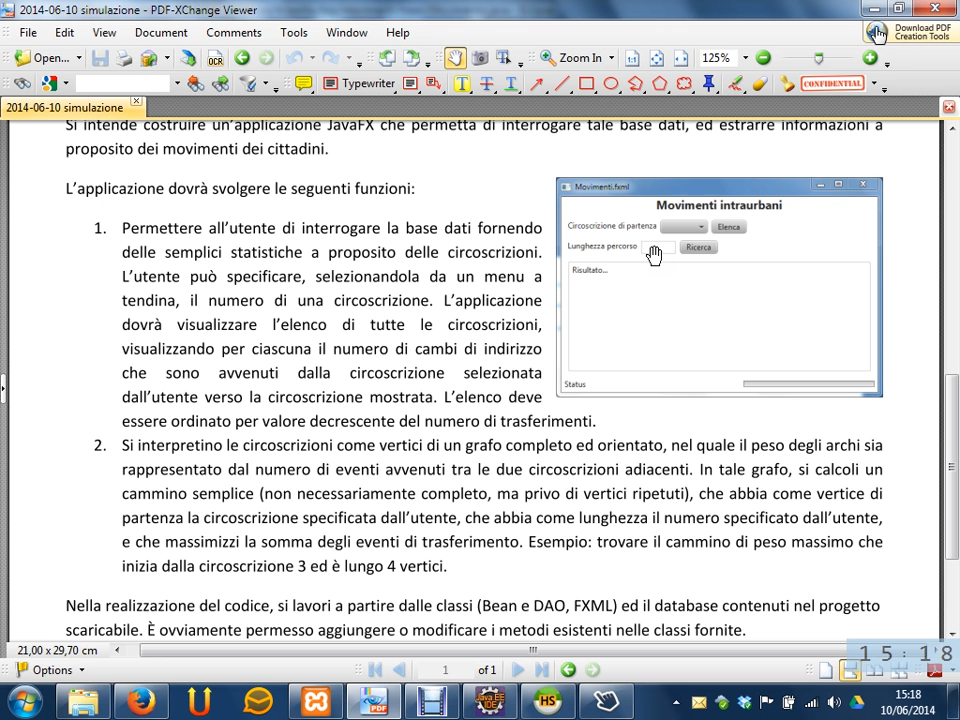 2014-06-10 simulazione - PDF-XChange Viewer
File Edit View Document Comments Tools Window Help
Download PDF
Creation Tools
Open... OCR Zoom In 125%
Typewriter T T T CONFIDENTIAL
2014-06-10 simulazione
Si intende costruire un'applicazione JavaFX che permetta di interrogare tale base dati, ed estrarre informazioni a
proposito dei movimenti dei cittadini.
L'applicazione dovrà svolgere le seguenti funzioni:
1. Permettere all'utente di interrogare la base dati fornendo
delle semplici statistiche a proposito delle circoscrizioni.
L'utente può specificare, selezionandola da un menu a
tendina, il numero di una circoscrizione. L'applicazione
dovrà visualizzare l'elenco di tutte le circoscrizioni,
visualizzando per ciascuna il numero di cambi di indirizzo
che sono avvenuti dalla circoscrizione selezionata
dall'utente verso la circoscrizione mostrata. L'elenco deve
essere ordinato per valore decrescente del numero di trasferimenti.
Movimenti.fxml
Movimenti intraurbani
Circoscrizione di partenza Elenca
Lunghezza percorso Ricerca
Risultato...
Status
2. Si interpretino le circoscrizioni come vertici di un grafo completo ed orientato, nel quale il peso degli archi sia
rappresentato dal numero di eventi avvenuti tra le due circoscrizioni adiacenti. In tale grafo, si calcoli un
cammino semplice (non necessariamente completo, ma privo di vertici ripetuti), che abbia come vertice di
partenza la circoscrizione specificata dall'utente, che abbia come lunghezza il numero specificato dall'utente,
e che massimizzi la somma degli eventi di trasferimento. Esempio: trovare il cammino di peso massimo che
inizia dalla circoscrizione 3 ed è lungo 4 vertici.
Nella realizzazione del codice, si lavori a partire dalle classi (Bean e DAO, FXML) ed il database contenuti nel progetto
scaricabile. È ovviamente permesso aggiungere o modificare i metodi esistenti nelle classi fornite.
21,00 x 29,70 cm
15:18
Options 1 of 1
PDF Java EE IDE HS
15:18
10/06/2014